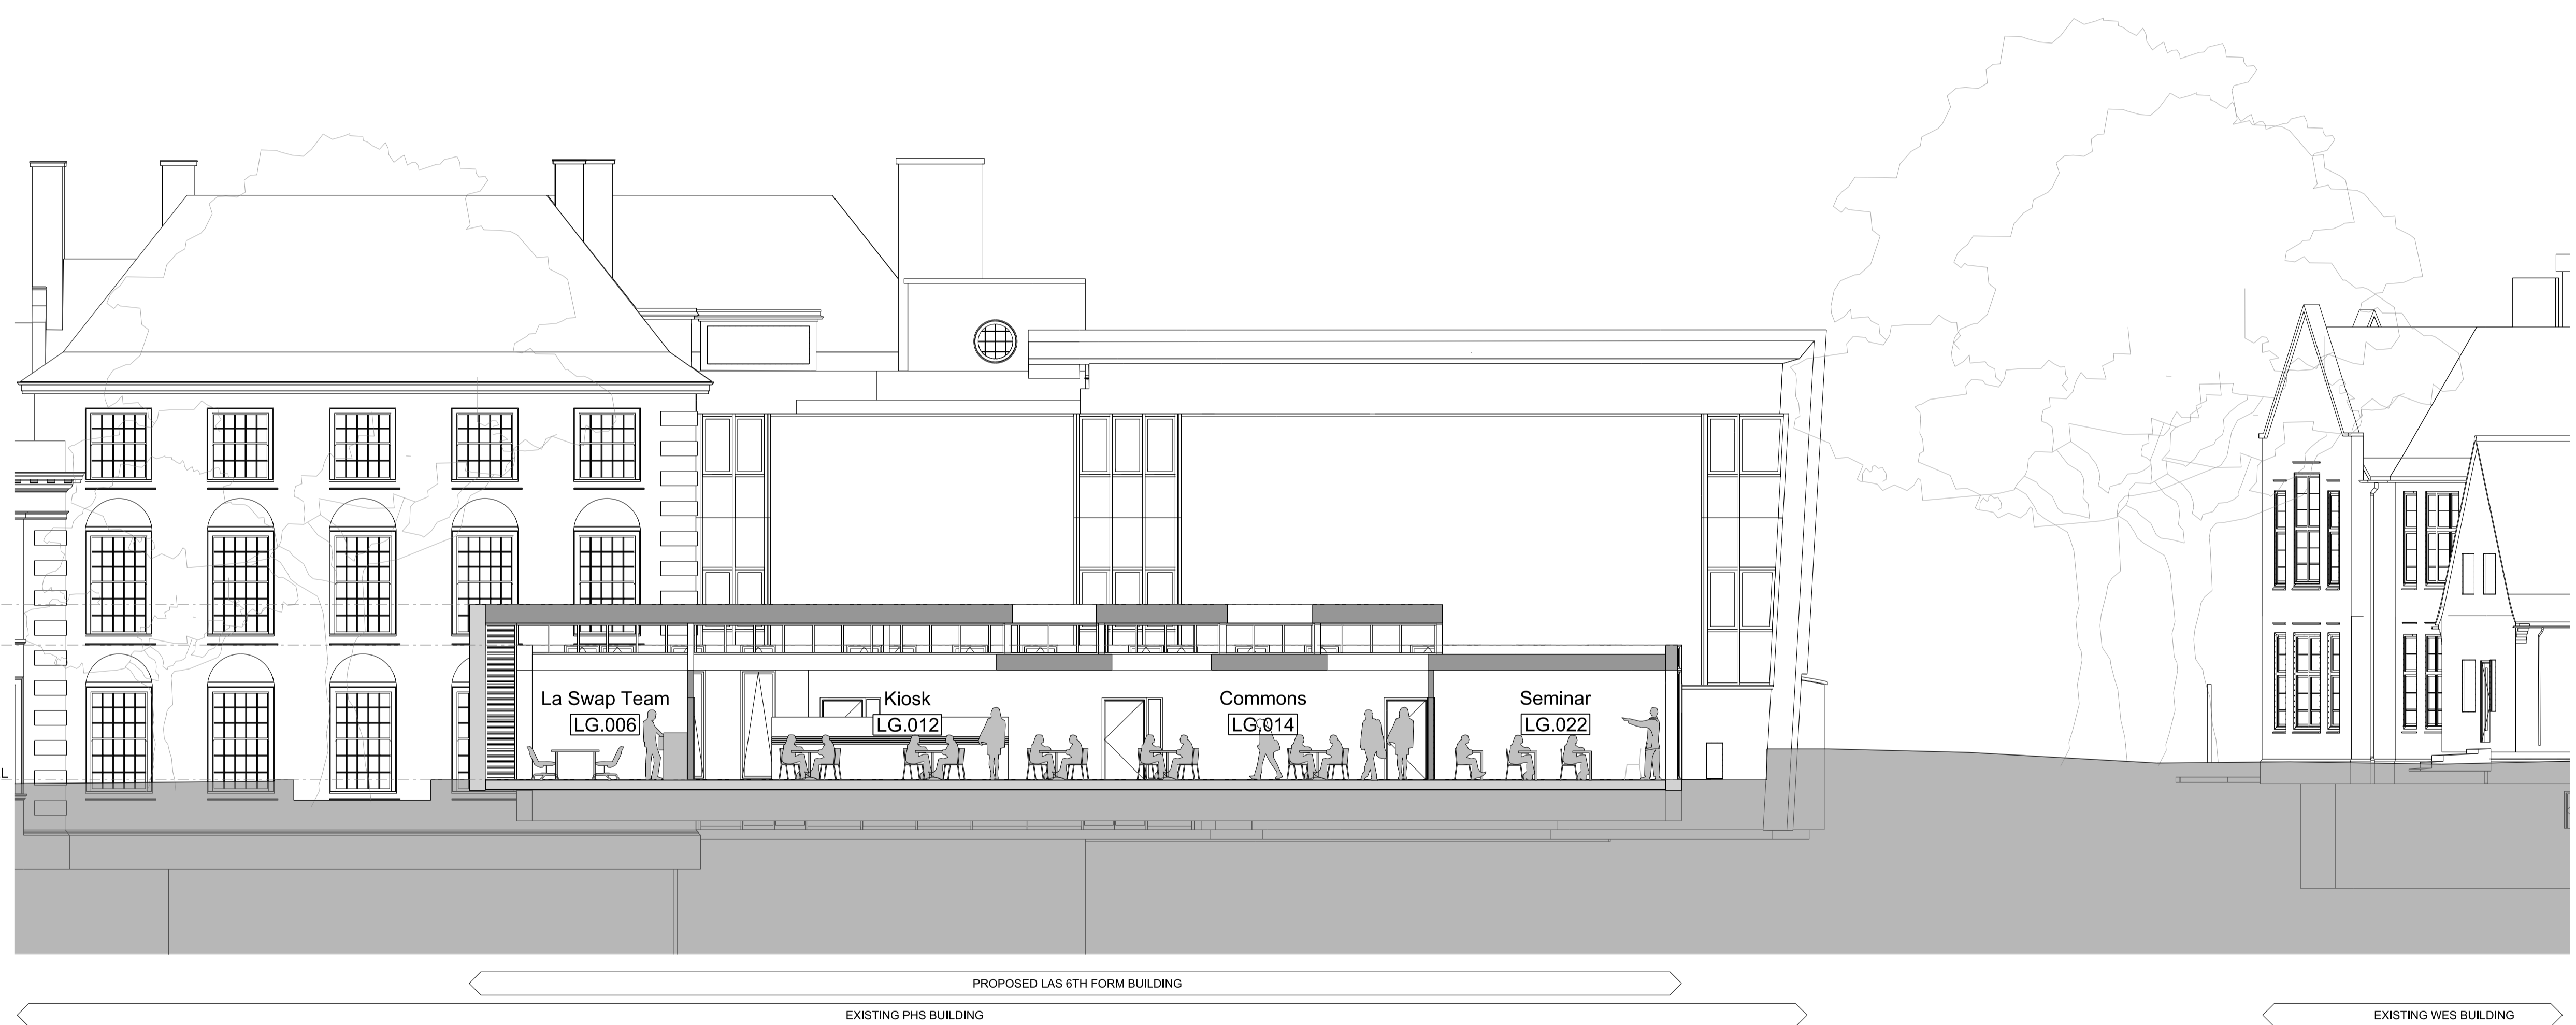 La Swap Team
LG.006
Kiosk
LG.012
Commons
LG.014
Seminar
LG.022
L
PROPOSED LAS 6TH FORM BUILDING
EXISTING PHS BUILDING
EXISTING WES BUILDING